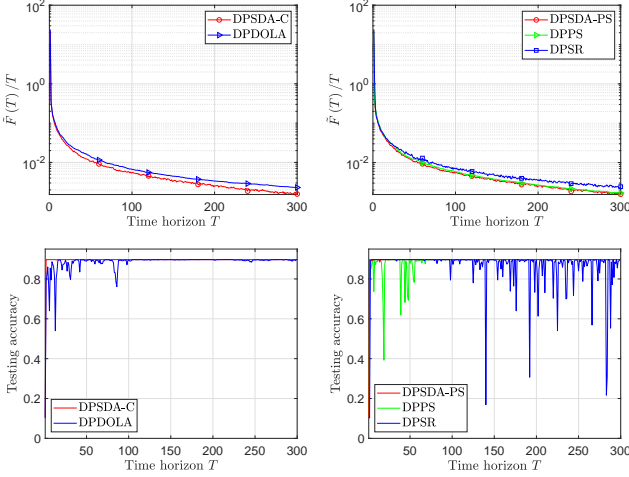 DPSDA-C
DPDOLA
10^2
10^0
10^-2
F̃(T)/T
0 100 200 300
Time horizon T
DPSDA-PS
DPPS
DPSR
10^2
10^0
10^-2
F̃(T)/T
0 100 200 300
Time horizon T
0.8
0.6
0.4
0.2
0
Testing accuracy
DPSDA-C
DPDOLA
50 100 150 200 250 300
Time horizon T
0.8
0.6
0.4
0.2
0
Testing accuracy
DPSDA-PS
DPPS
DPSR
50 100 150 200 250 300
Time horizon T